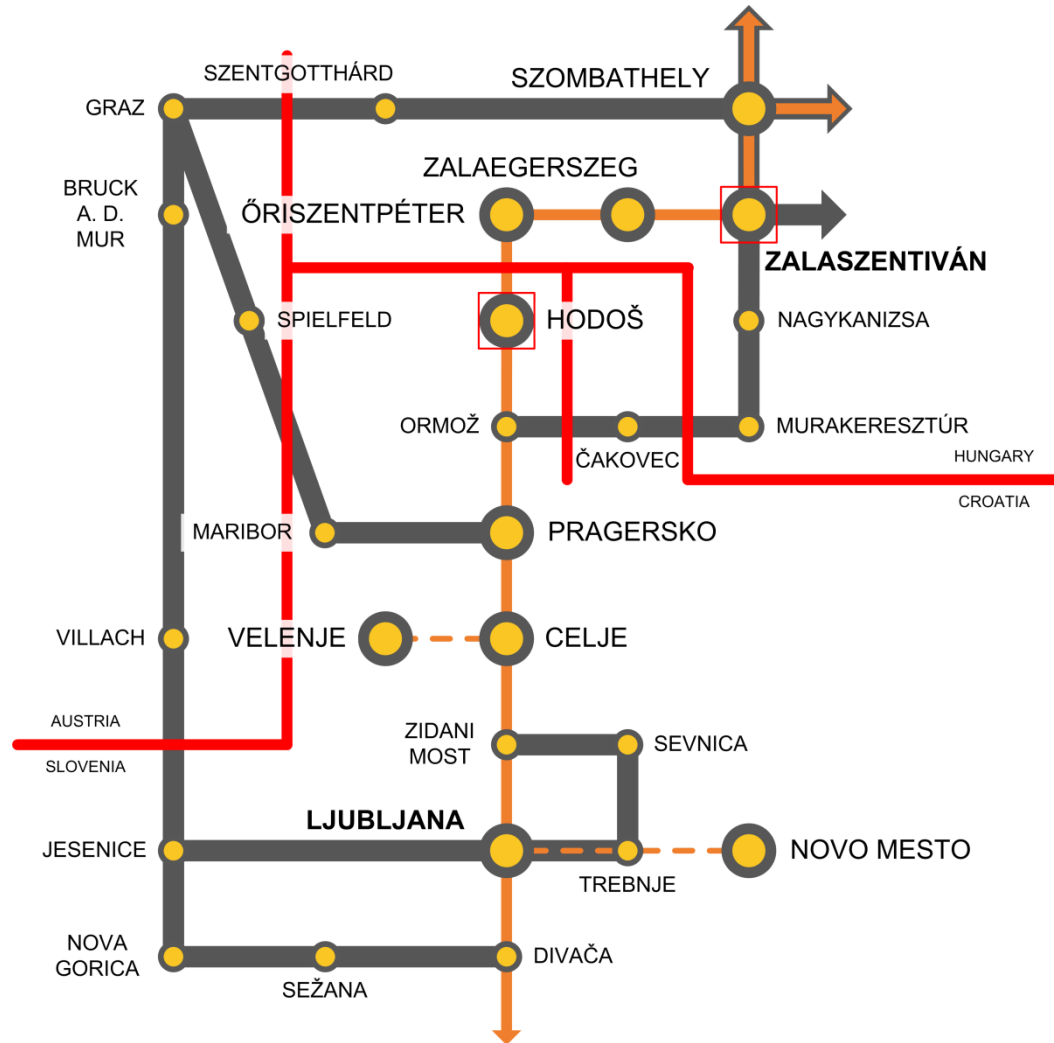 SZENTGOTTHÁRD
SZOMBATHELY
GRAZ
ZALAEGERSZEG
BRUCK
A. D.
MUR
ŐRISZENTPÉTER
ZALASZENTIVÁN
SPIELFELD
HODOŠ
NAGYKANIZSA
ORMOŽ
MURAKERESZTÚR
ČAKOVEC
HUNGARY
CROATIA
MARIBOR
PRAGERSKO
VILLACH
VELENJE
CELJE
AUSTRIA
SLOVENIA
ZIDANI
MOST
SEVNICA
LJUBLJANA
JESENICE
NOVO MESTO
TREBNJE
NOVA
GORICA
DIVAČA
SEŽANA